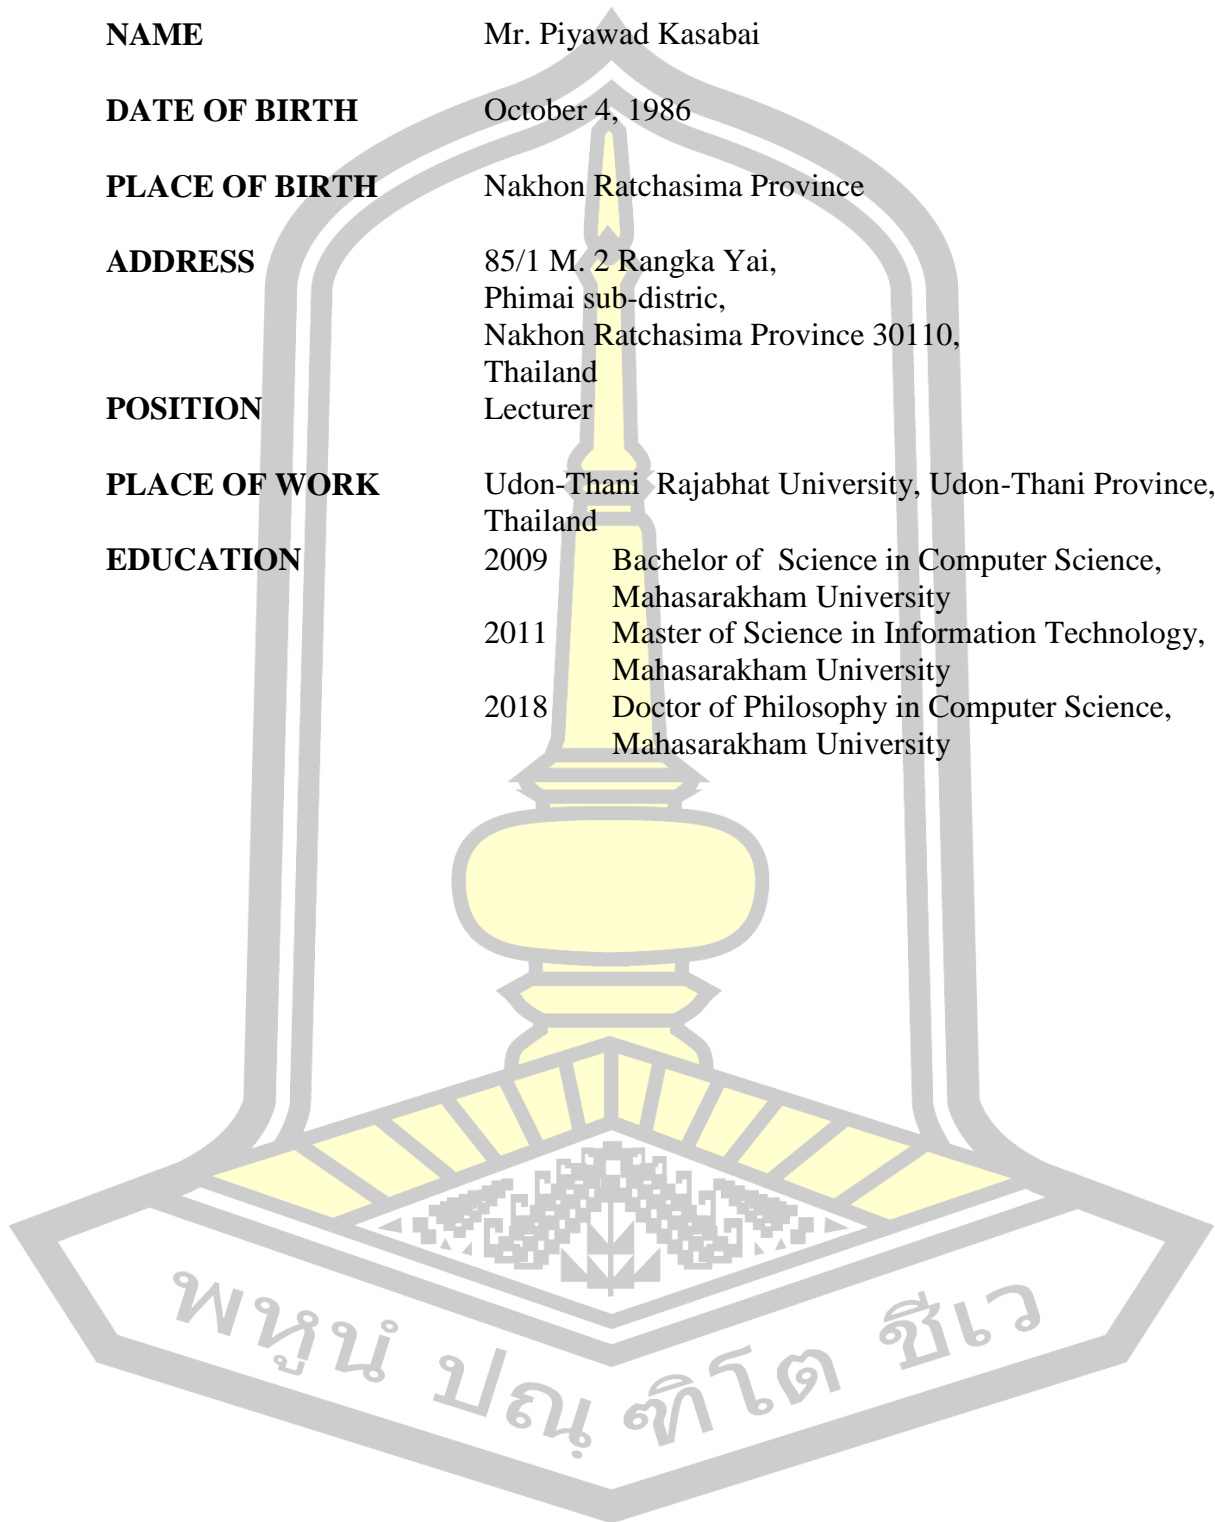 NAME Mr. Piyawad Kasabai
DATE OF BIRTH October 4, 1986
PLACE OF BIRTH Nakhon Ratchasima Province
ADDRESS 85/1 M. 2 Rangka Yai,
Phimai sub-distric,
Nakhon Ratchasima Province 30110,
Thailand
POSITION Lecturer
PLACE OF WORK Udon-Thani Rajabhat University, Udon-Thani Province,
Thailand
EDUCATION 2009 Bachelor of Science in Computer Science,
Mahasarakham University
2011 Master of Science in Information Technology,
Mahasarakham University
2018 Doctor of Philosophy in Computer Science,
Mahasarakham University
พหูนํ ปณฺ ฑิโต ชีเว